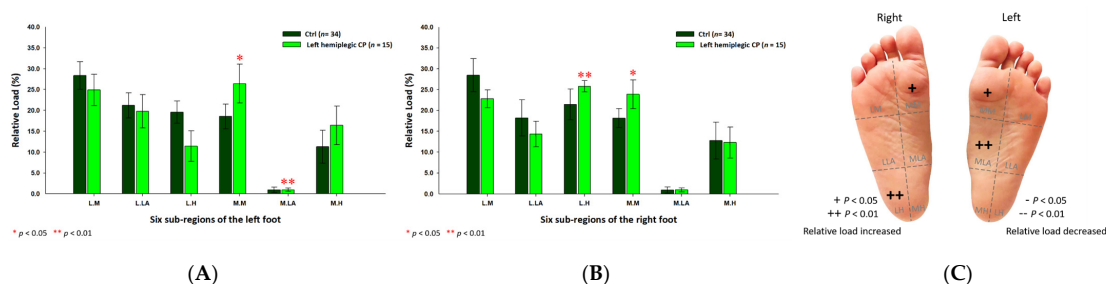 40.0
35.0
30.0
25.0
20.0
15.0
10.0
5.0
0.0
Relative Load (%)
Ctrl (n= 34)
Left hemiplegic CP (n = 15)
*
**
L.M L.LA L.H M.M M.LA M.H
Six sub-regions of the left foot
* p < 0.05 ** p < 0.01
(A)
40.0
35.0
30.0
25.0
20.0
15.0
10.0
5.0
0.0
Relative Load (%)
Ctrl (n= 34)
Left hemiplegic CP (n = 15)
**
*
L.M L.LA L.H M.M M.LA M.H
Six sub-regions of the right foot
* p < 0.05 ** p < 0.01
(B)
Right Left
+ +
++
LLA MLA MLA LLA
++
LH MH MH LH
+ P < 0.05
++ P < 0.01
Relative load increased
- P < 0.05
-- P < 0.01
Relative load decreased
(C)